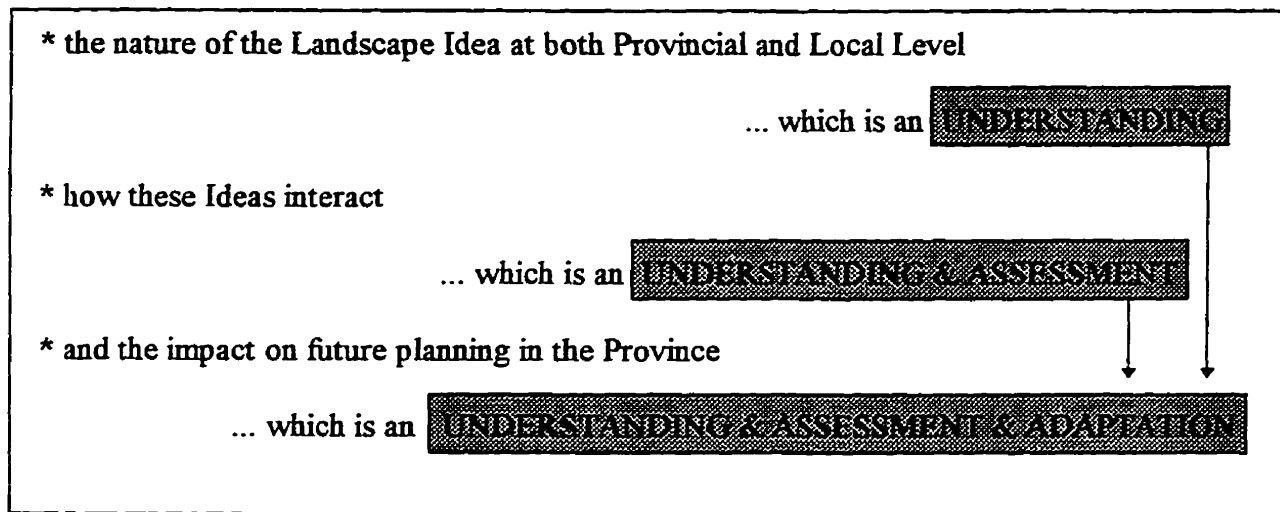 * the nature of the Landscape Idea at both Provincial and Local Level
... which is an UNDERSTANDING
* how these Ideas interact
... which is an UNDERSTANDING & ASSESSMENT
* and the impact on future planning in the Province
... which is an UNDERSTANDING & ASSESSMENT & ADAPTATION